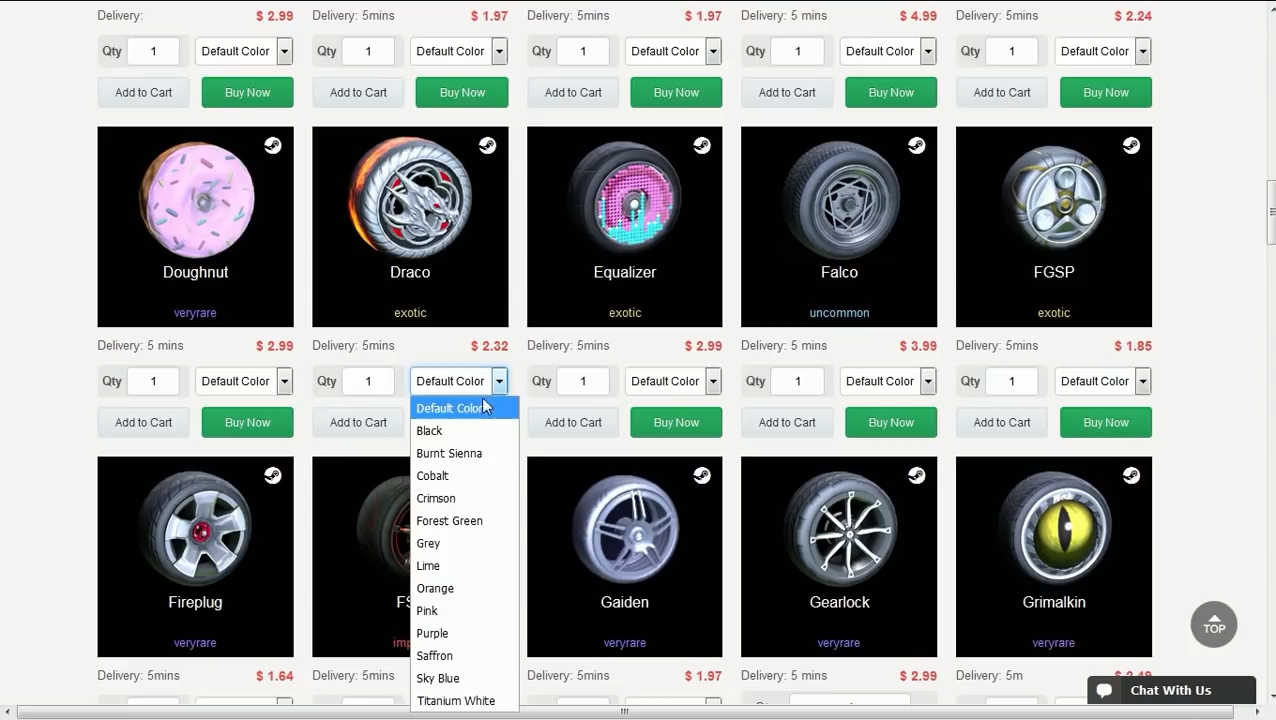 Delivery: $ 2.99 Delivery: 5mins $ 1.97 Delivery: 5mins $ 1.97 Delivery: 5 mins $ 4.99 Delivery: 5mins $ 2.24
Qty 1 Default Color Qty 1 Default Color Qty 1 Default Color Qty 1 Default Color Qty 1 Default Color
Add to Cart Buy Now Add to Cart Buy Now Add to Cart Buy Now Add to Cart Buy Now Add to Cart Buy Now
Doughnut Draco Equalizer Falco FGSP
veryrare exotic exotic uncommon exotic
Delivery: 5 mins $ 2.99 Delivery: 5mins $ 2.32 Delivery: 5mins $ 2.99 Delivery: 5 mins $ 3.99 Delivery: 5mins $ 1.85
Qty 1 Default Color Qty 1 Default Color Qty 1 Default Color Qty 1 Default Color Qty 1 Default Color
Add to Cart Buy Now Add to Cart Add to Cart Buy Now Add to Cart Buy Now Add to Cart Buy Now
Default Color
Black
Burnt Sienna
Cobalt
Crimson
Forest Green
Grey
Lime
Orange
Pink
Purple
Saffron
Sky Blue
Titanium White
Fireplug Gaiden Gearlock Grimalkin
veryrare veryrare veryrare veryrare
Delivery: 5mins $ 1.64 Delivery: 5mins $ 1.97 Delivery: 5mins $ 2.99 Delivery: 5m
TOP
Chat With Us